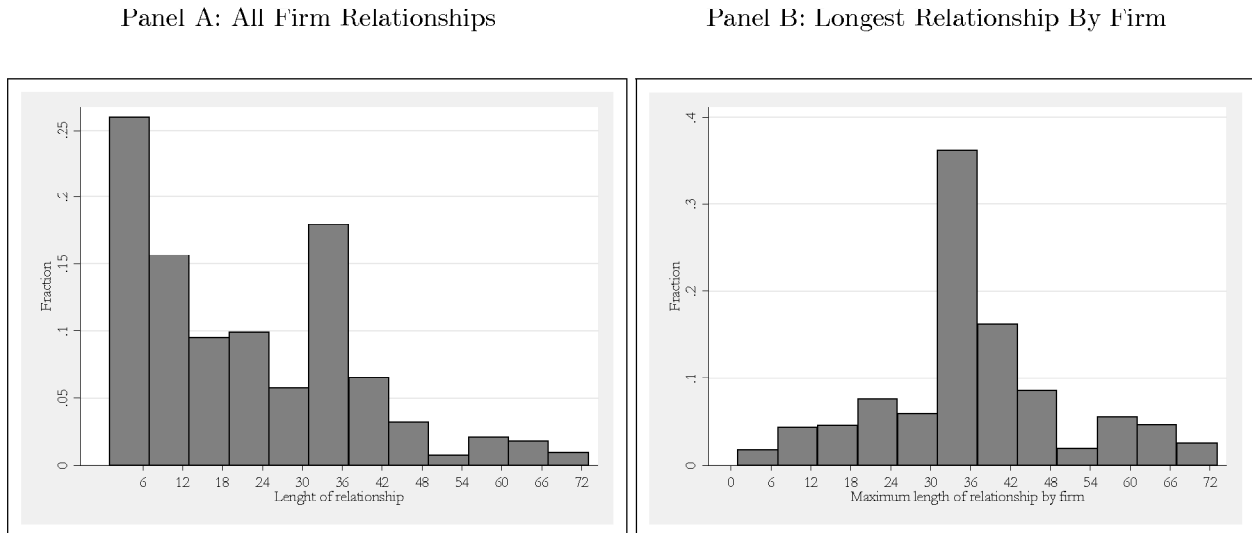 Panel A: All Firm Relationships
Panel B: Longest Relationship By Firm
Fraction
.25
.2
.15
.1
.05
0
6 12 18 24 30 36 42 48 54 60 66 72
Lenght of relationship
Fraction
.4
.3
.2
.1
0
0 6 12 18 24 30 36 42 48 54 60 66 72
Maximum length of relationship by firm